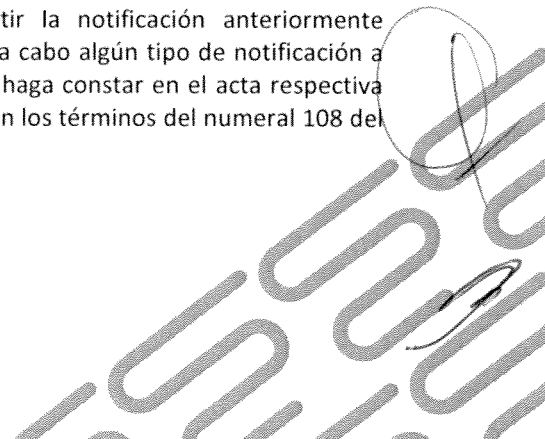 tir la notificación anteriormente
a cabo algún tipo de notificación a
haga constar en el acta respectiva
n los términos del numeral 108 del